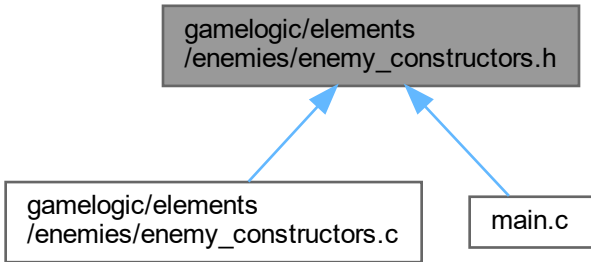 gamelogic/elements
/enemies/enemy_constructors.h
gamelogic/elements
/enemies/enemy_constructors.c
main.c